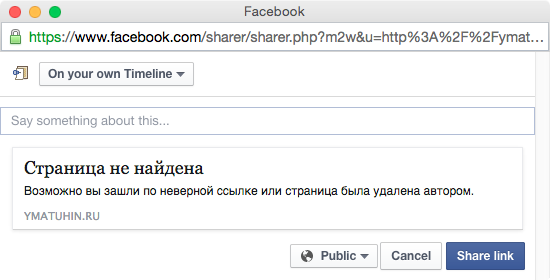 Facebook
https://www.facebook.com/sharer/sharer.php?m2w&u=http%3A%2F%2Fymat...
On your own Timeline
Say something about this...
Страница не найдена
Возможно вы зашли по неверной ссылке или страница была удалена автором.
YMATUHIN.RU
Public
Cancel
Share link